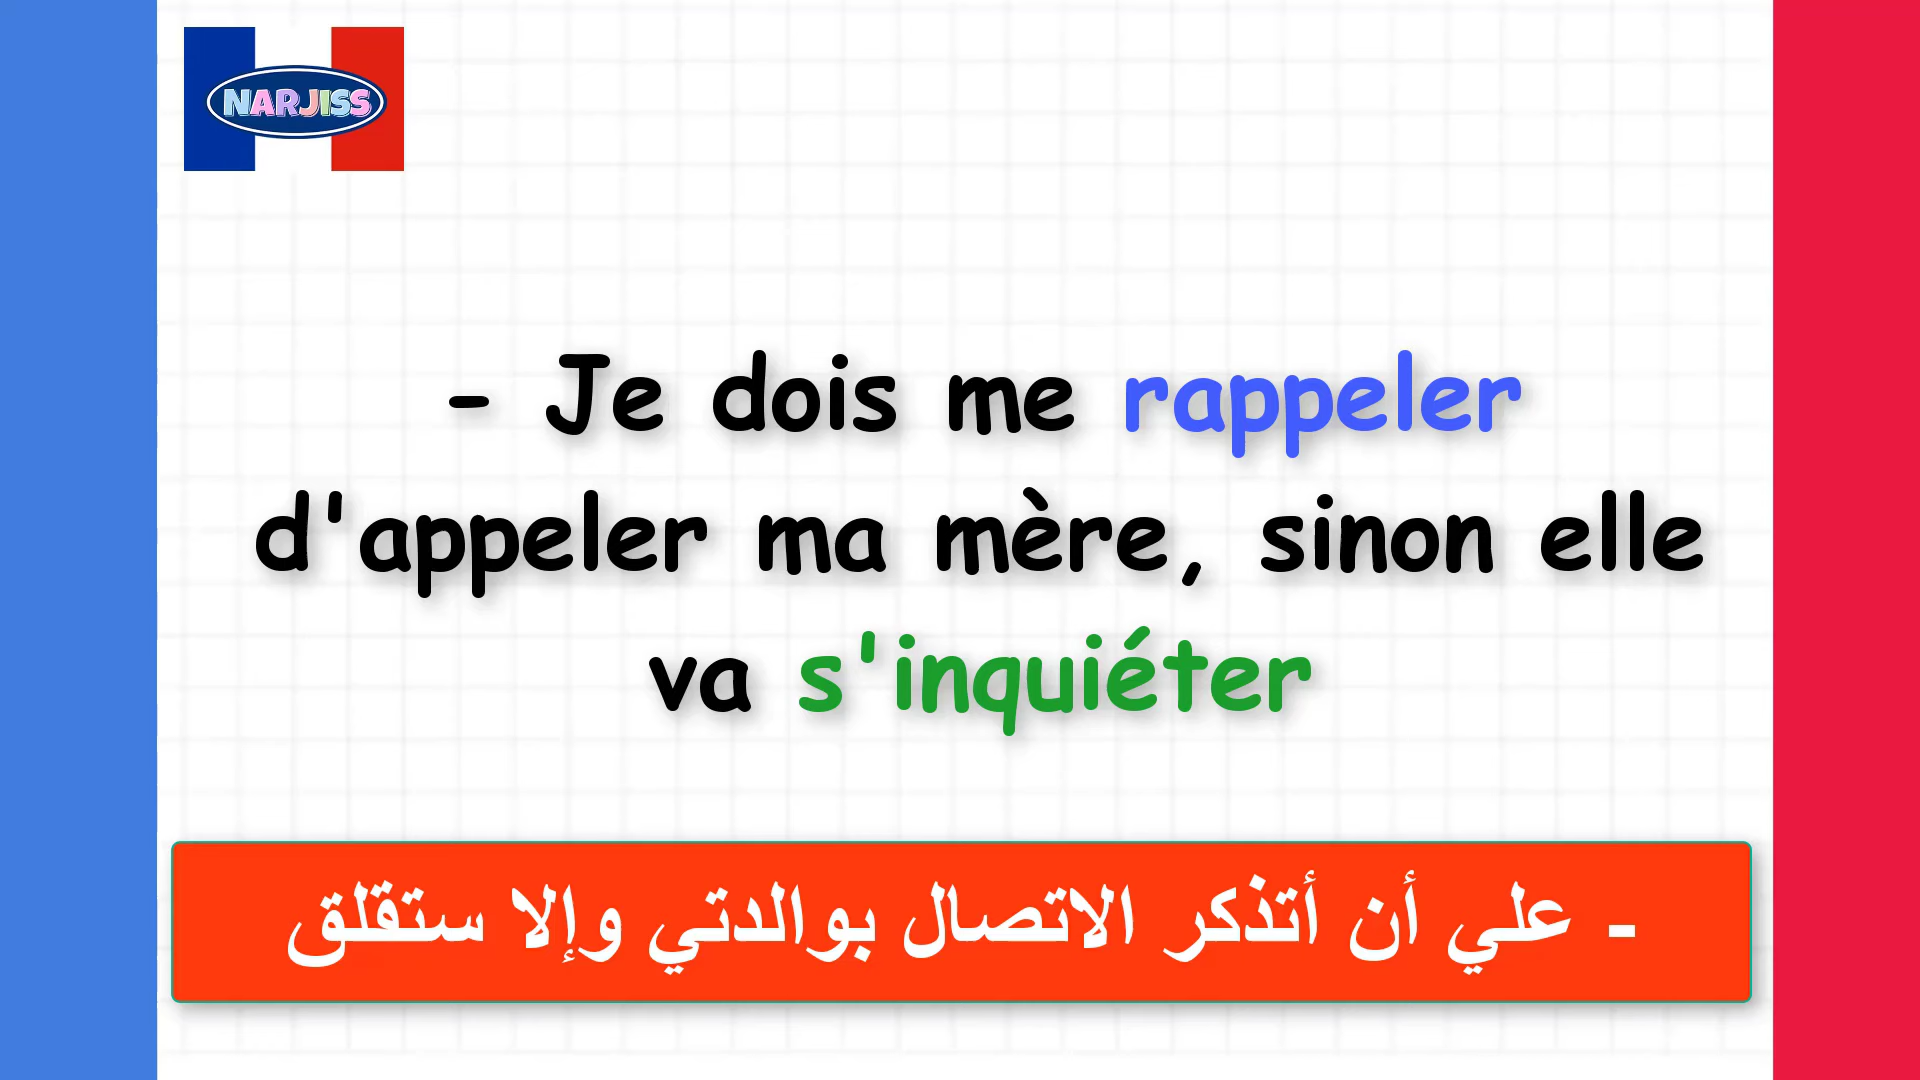 NARJISS
- Je dois me rappeler
d'appeler ma mère, sinon elle
va s'inquiéter
- علي أن أتذكر الاتصال بوالدتي وإلا ستقلق